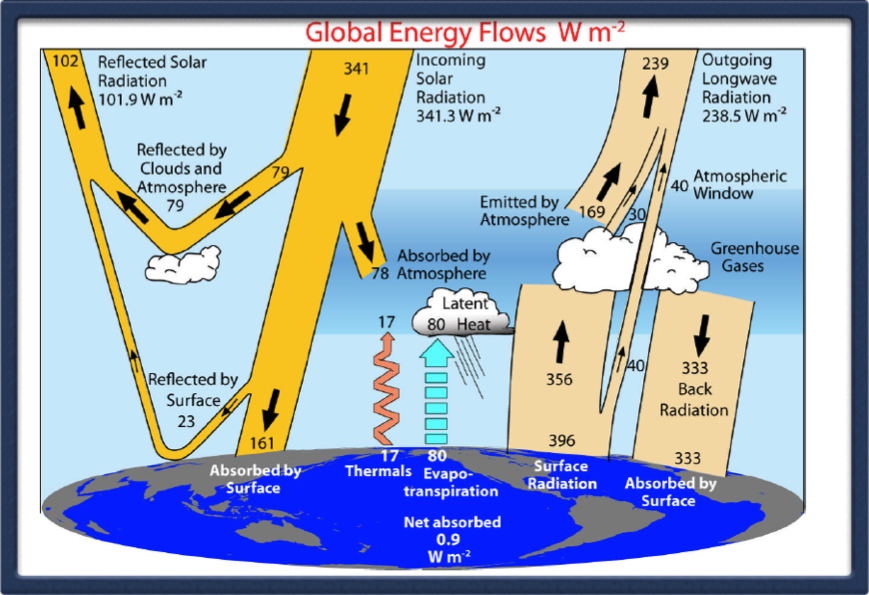 Global Energy Flows W m⁻²
102
Reflected Solar
Radiation
101.9 W m⁻²
341
Incoming
Solar
Radiation
341.3 W m⁻²
239
Outgoing
Longwave
Radiation
238.5 W m⁻²
Reflected by
Clouds and
Atmosphere
79
79
Emitted by
Atmosphere
169
30
40
Atmospheric
Window
Greenhouse
Gases
Absorbed by
78 Atmosphere
Latent
80 Heat
17
356
40
333
Back
Radiation
Reflected by
Surface
23
161
396
333
Absorbed by
Surface
17
Thermals
80
Evapo-
transpiration
Surface
Radiation
Absorbed by
Surface
Net absorbed
0.9
W m⁻²